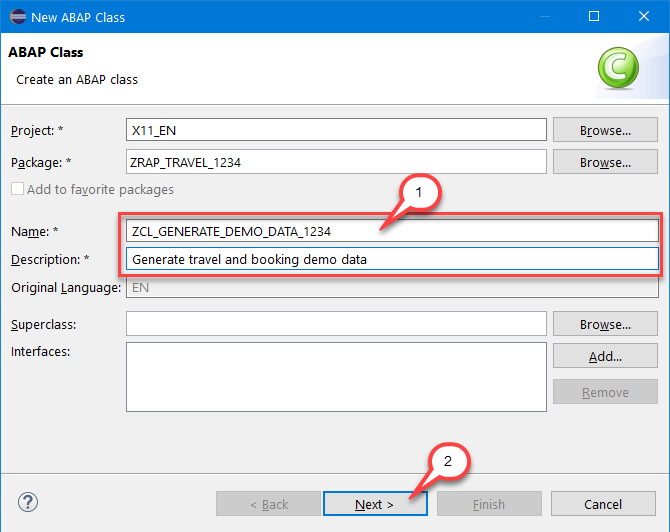 New ABAP Class
ABAP Class
Create an ABAP class
C
Project: * X11_EN Browse...
Package: * ZRAP_TRAVEL_1234 Browse...
Add to favorite packages
1
Name: * ZCL_GENERATE_DEMO_DATA_1234
Description: * Generate travel and booking demo data
Original Language: EN
Superclass: Browse...
Interfaces: Add...
Remove
2
? < Back Next > Finish Cancel